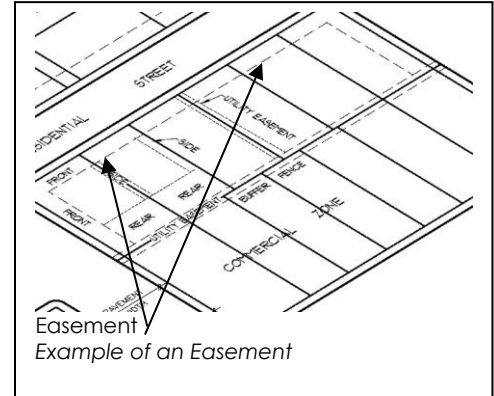 STREET
RESIDENTIAL
UTILITY EASEMENT
SIDE
FRONT
SIDE
FRONT
REAR
REAR
BUFFER
FENCE
UTILITY EASEMENT
COMMERCIAL
ZONE
PAVEMENT
Easement
Example of an Easement